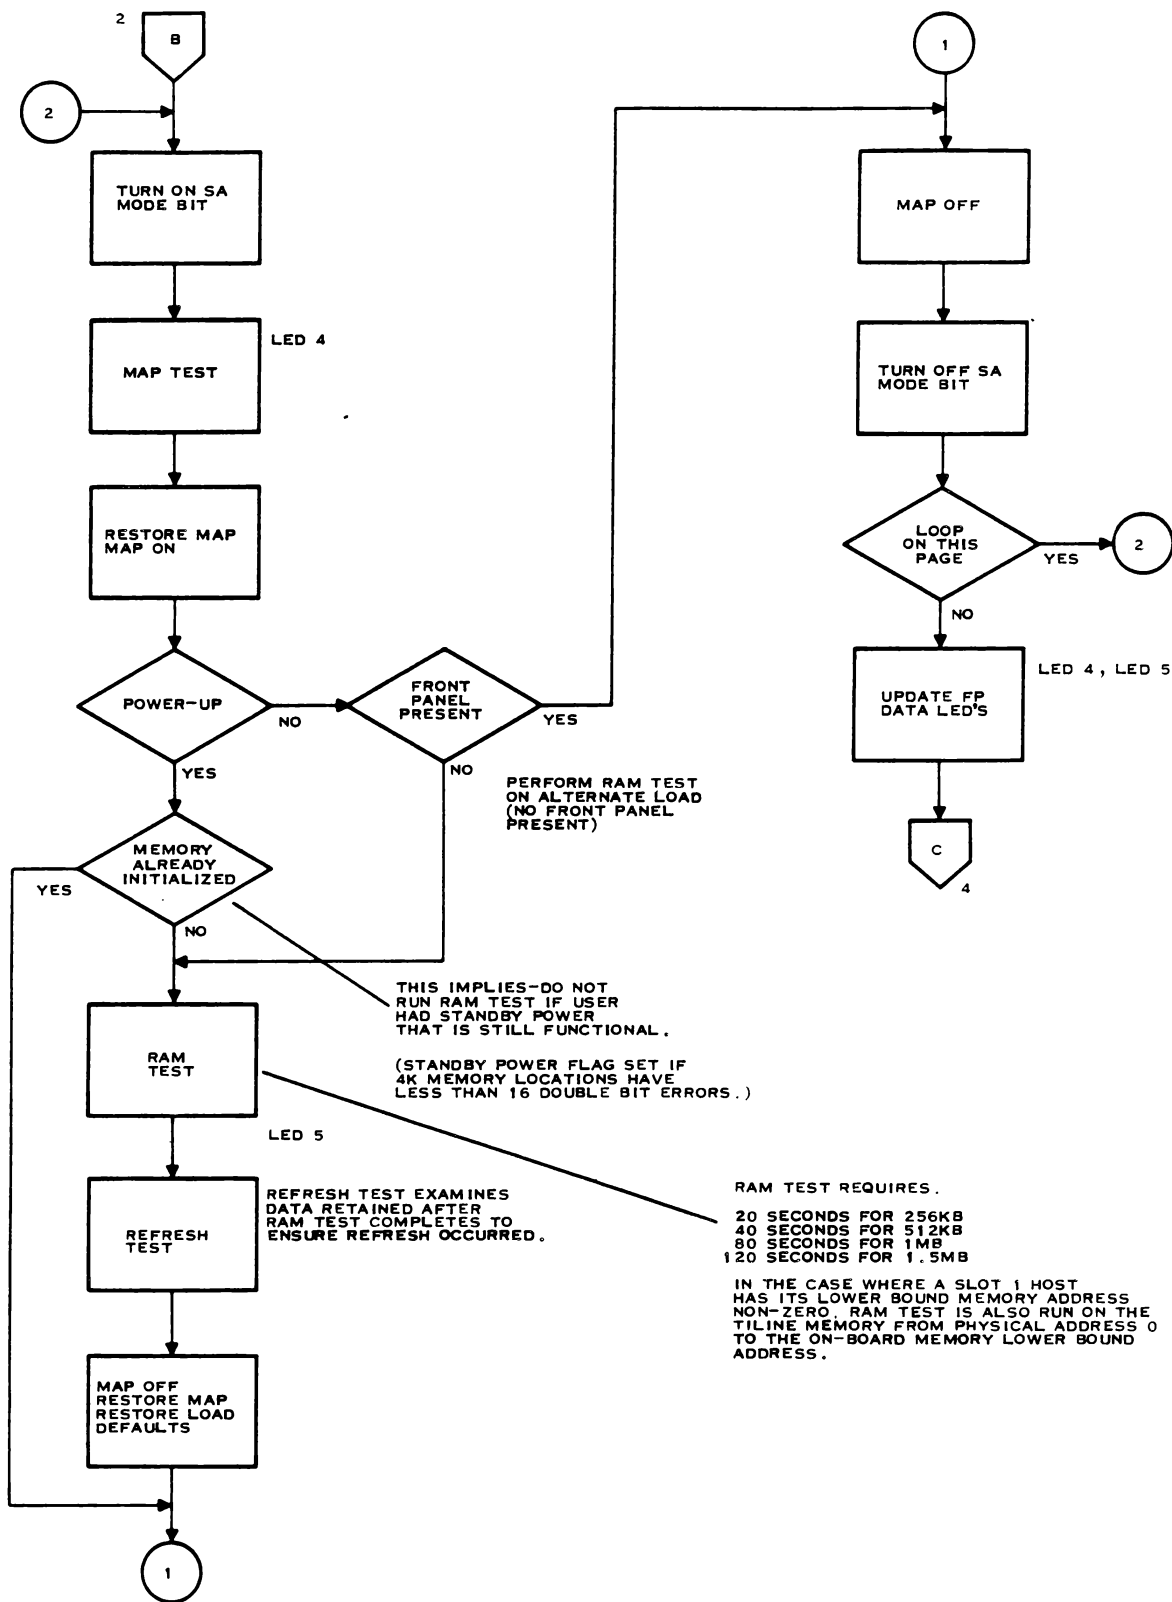 2
B
2
TURN ON SA
MODE BIT
MAP TEST
LED 4
RESTORE MAP
MAP ON
POWER-UP
NO
YES
FRONT
PANEL
PRESENT
YES
NO
PERFORM RAM TEST
ON ALTERNATE LOAD
(NO FRONT PANEL
PRESENT)
MEMORY
ALREADY
INITIALIZED
YES
NO
THIS IMPLIES-DO NOT
RUN RAM TEST IF USER
HAD STANDBY POWER
THAT IS STILL FUNCTIONAL.
(STANDBY POWER FLAG SET IF
4K MEMORY LOCATIONS HAVE
LESS THAN 16 DOUBLE BIT ERRORS.)
RAM
TEST
LED 5
REFRESH
TEST
REFRESH TEST EXAMINES
DATA RETAINED AFTER
RAM TEST COMPLETES TO
ENSURE REFRESH OCCURRED.
MAP OFF
RESTORE MAP
RESTORE LOAD
DEFAULTS
1
1
MAP OFF
TURN OFF SA
MODE BIT
LOOP
ON THIS
PAGE
YES
2
NO
UPDATE FP
DATA LED'S
LED 4, LED 5
C
4
RAM TEST REQUIRES.
20 SECONDS FOR 256KB
40 SECONDS FOR 512KB
80 SECONDS FOR 1MB
120 SECONDS FOR 1.5MB
IN THE CASE WHERE A SLOT 1 HOST
HAS ITS LOWER BOUND MEMORY ADDRESS
NON-ZERO, RAM TEST IS ALSO RUN ON THE
TILINE MEMORY FROM PHYSICAL ADDRESS 0
TO THE ON-BOARD MEMORY LOWER BOUND
ADDRESS.